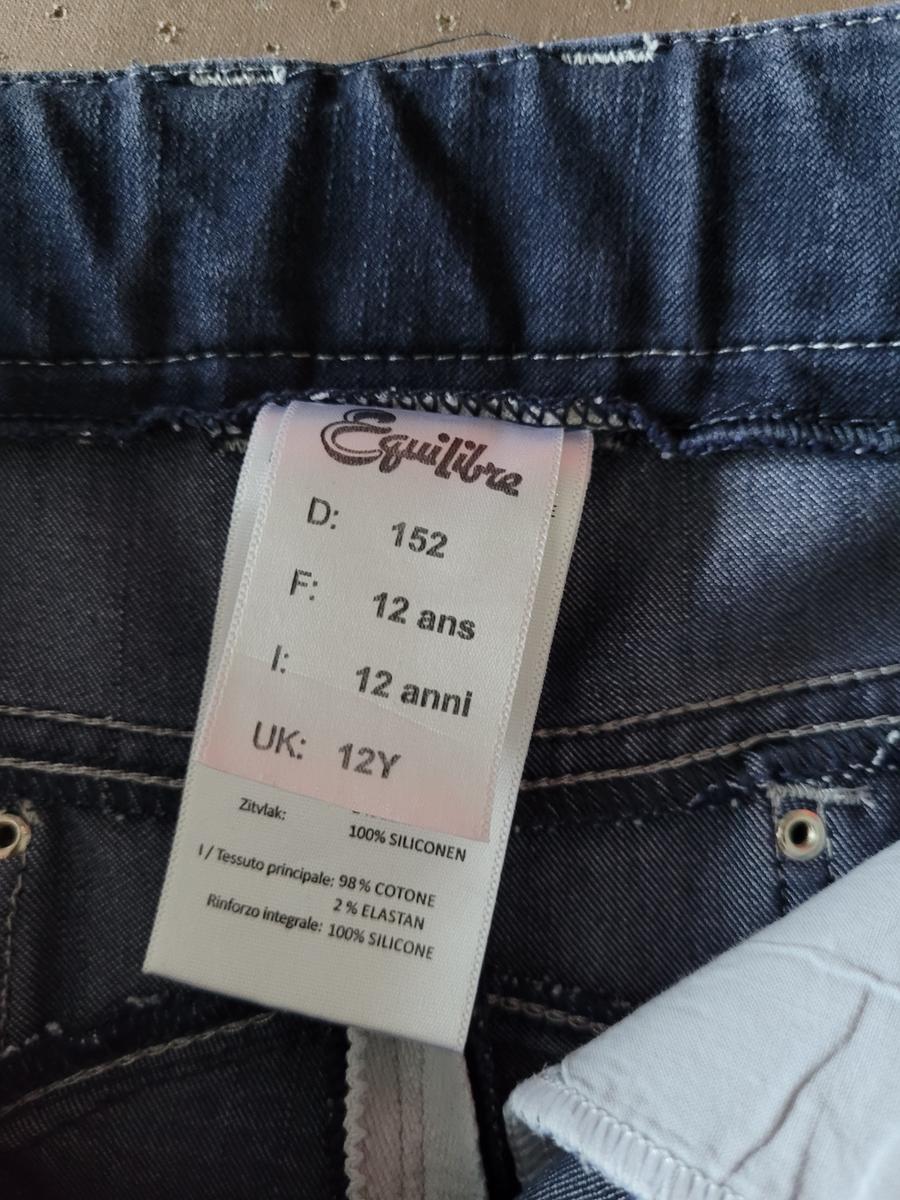 Equilibre
D: 152
F: 12 ans
I: 12 anni
UK: 12Y
Zitvlak:
100% SILICONEN
I / Tessuto principale: 98 % COTONE
2 % ELASTAN
Rinforzo integrale: 100% SILICONE